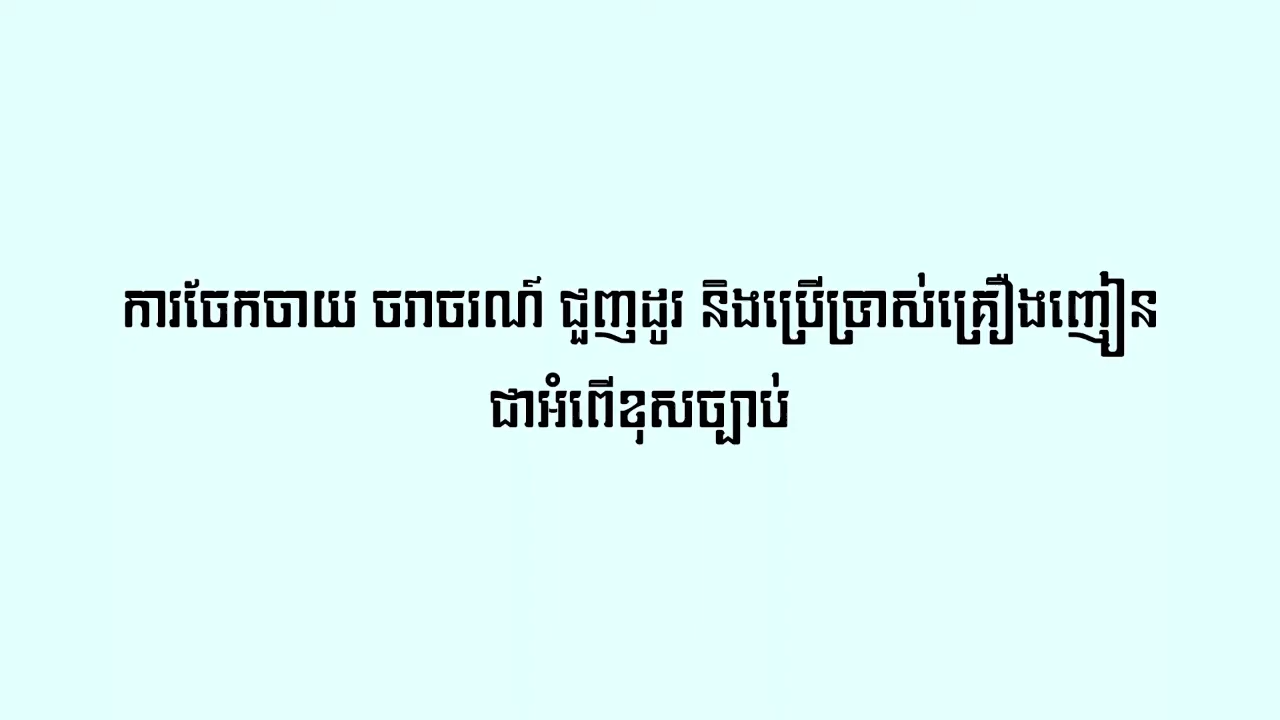 ការចែកចាយ ចរាចរណ៍ ជួញដូរ និងប្រើប្រាស់គ្រឿងញៀន
ជាអំពើខុសច្បាប់